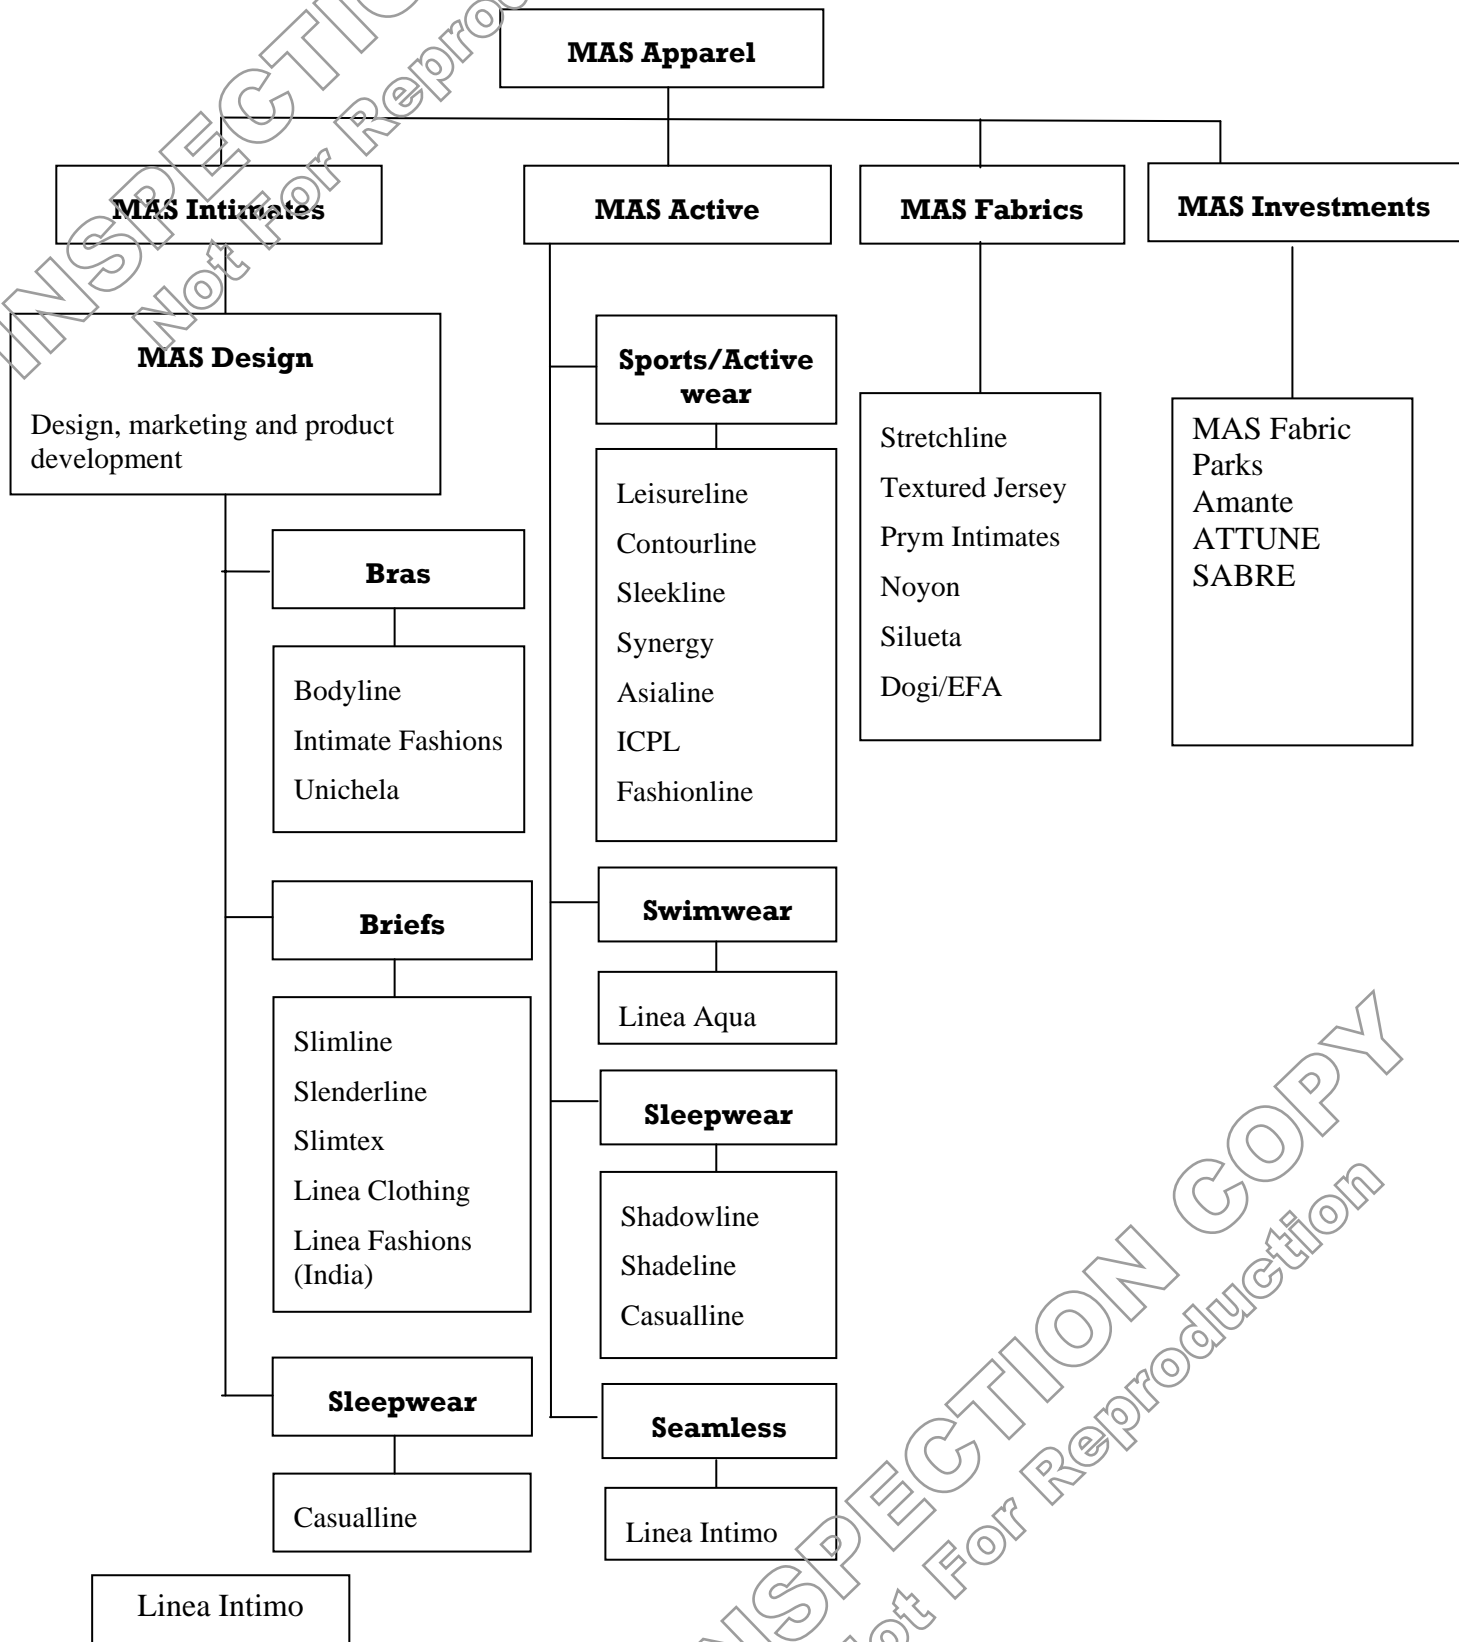 MAS Apparel
MAS Intimates
MAS Active
MAS Fabrics
MAS Investments
MAS Design
Design, marketing and product
development
Bras
Bodyline
Intimate Fashions
Unichela
Briefs
Slimline
Slenderline
Slimtex
Linea Clothing
Linea Fashions
(India)
Sleepwear
Casualline
Linea Intimo
Sports/Active
wear
Leisureline
Contourline
Sleekline
Synergy
Asialine
ICPL
Fashionline
Swimwear
Linea Aqua
Sleepwear
Shadowline
Shadeline
Casualline
Seamless
Linea Intimo
Stretchline
Textured Jersey
Prym Intimates
Noyon
Silueta
Dogi/EFA
MAS Fabric
Parks
Amante
ATTUNE
SABRE
INSPECTION
Not For Reproduction
INSPECTION COPY
Not For Reproduction